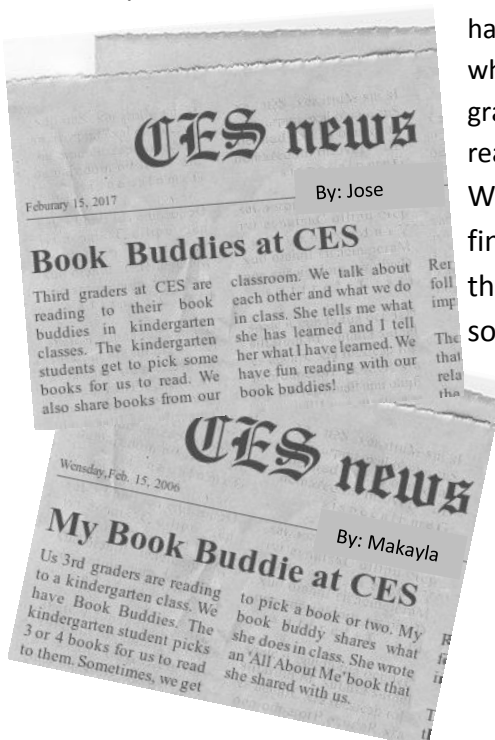 CES news
Feburary 15, 2017
By: Jose
Book Buddies at CES
Third graders at CES are
reading to their book
buddies in kindergarten
classes. The kindergarten
students get to pick some
books for us to read. We
also share books from our
classroom. We talk about
each other and what we do
in class. She tells me what
she has learned and I tell
her what I have learned. We
have fun reading with our
book buddies!
CES news
Wensday,Feb. 15, 2006
By: Makayla
My Book Buddie at CES
Us 3rd graders are reading
to a kindergarten class. We
have Book Buddies. The
kindergarten student picks
3 or 4 books for us to read
to them. Sometimes, we get
to pick a book or two. My
book buddy shares what
she does in class. She wrote
an 'All About Me'book that
she shared with us.